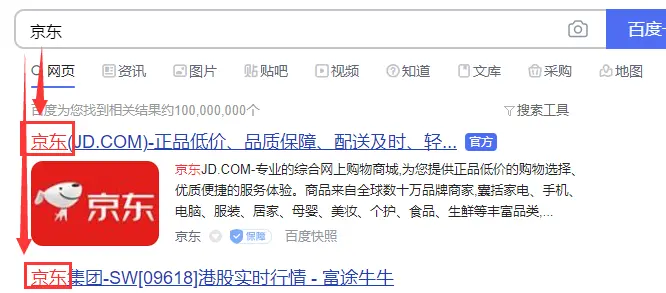 京东
百度一
网页 资讯 图片 贴吧 视频 知道 文库 采购 地图
百度为您找到相关结果约100,000,000个 搜索工具
京东(JD.COM)-正品低价、品质保障、配送及时、轻... 官方
京东JD.COM-专业的综合网上购物商城,为您提供正品低价的购物选择、
优质便捷的服务体验。商品来自全球数十万品牌商家,囊括家电、手机、
电脑、服装、居家、母婴、美妆、个护、食品、生鲜等丰富品类,...
京东
京东 保障 百度快照
京东集团-SW[09618]港股实时行情 - 富途牛牛